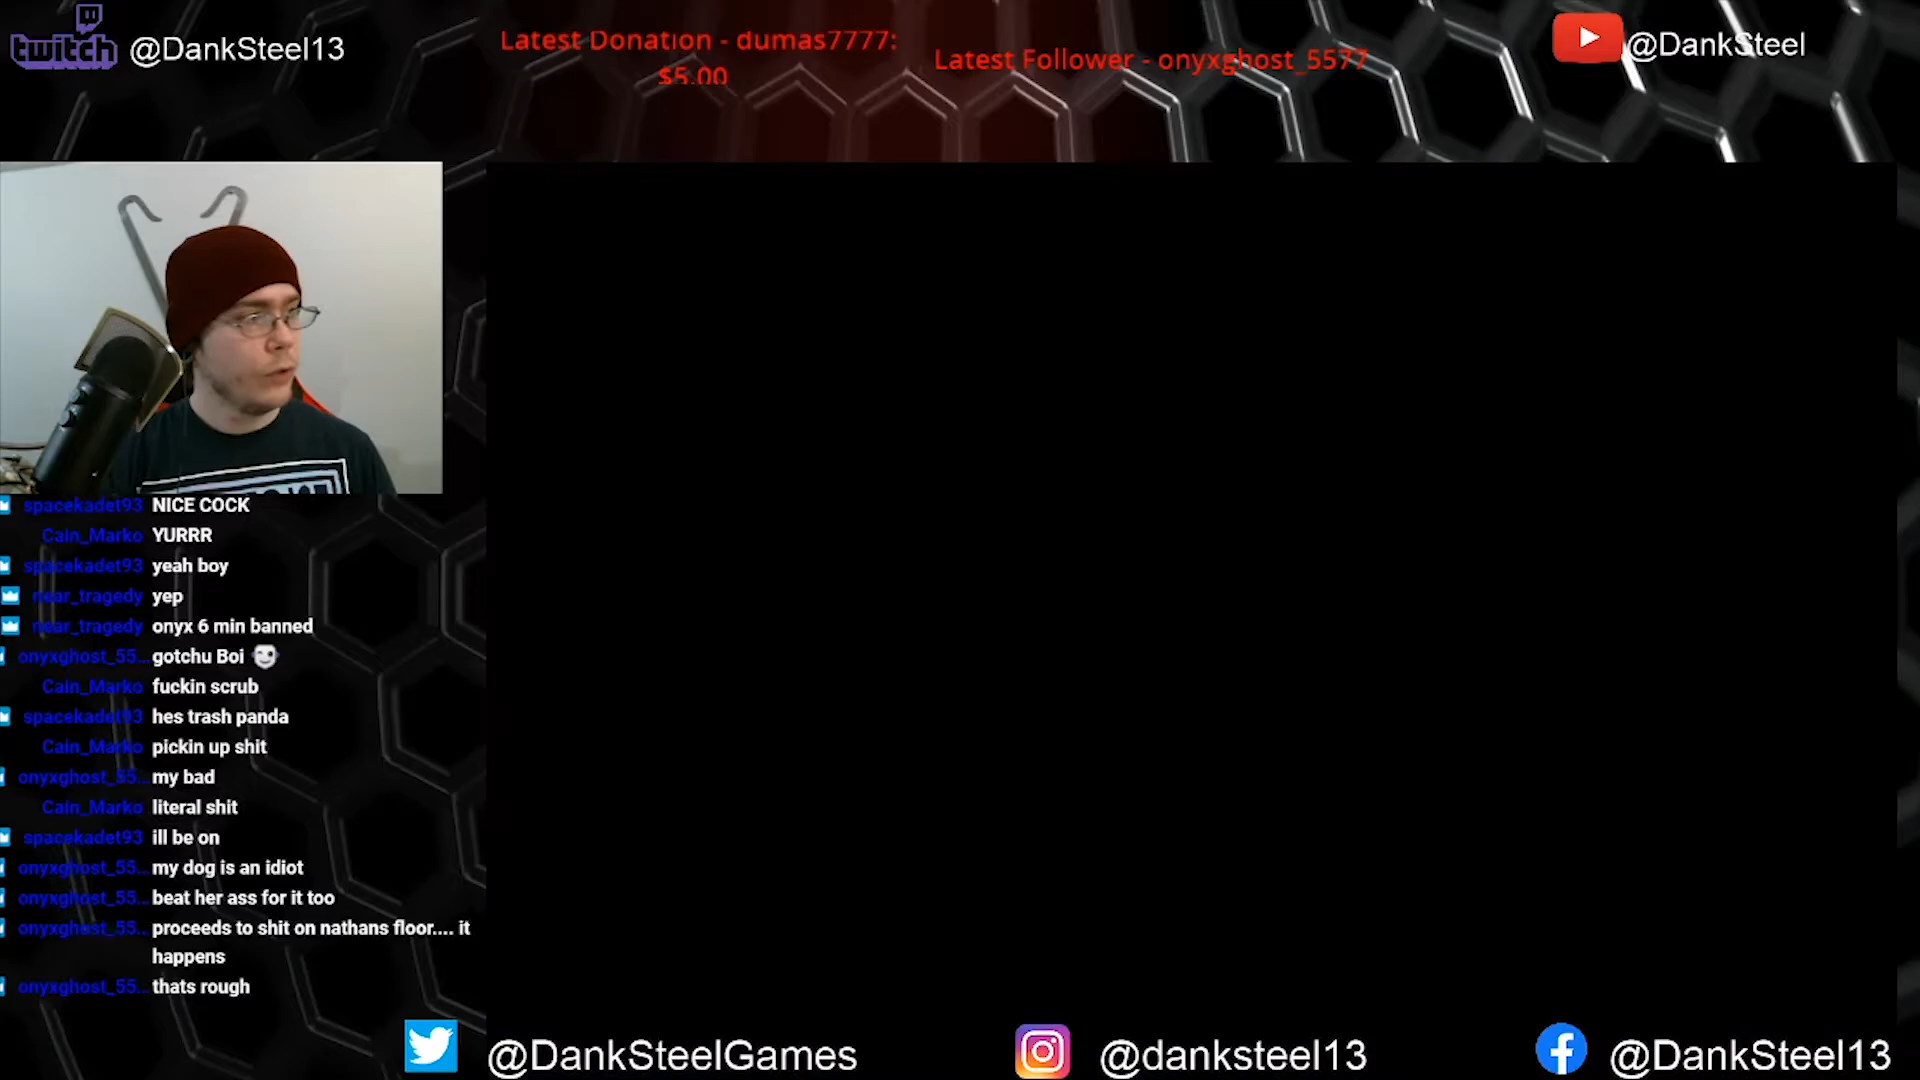 twitch @DankSteel13
Latest Donation - dumas7777:
$5.00
Latest Follower - onyxghost_5577
@DankSteel
spacekadet93 NICE COCK
Cain_Marko YURRR
spacekadet93 yeah boy
near_tragedy yep
near_tragedy onyx 6 min banned
onyxghost_55... gotchu Boi
Cain_Marko fuckin scrub
spacekadet93 hes trash panda
Cain_Marko pickin up shit
onyxghost_55... my bad
Cain_Marko literal shit
spacekadet93 ill be on
onyxghost_55... my dog is an idiot
onyxghost_55... beat her ass for it too
onyxghost_55... proceeds to shit on nathans floor.... it
happens
onyxghost_55... thats rough
@DankSteelGames
@danksteel13
@DankSteel13